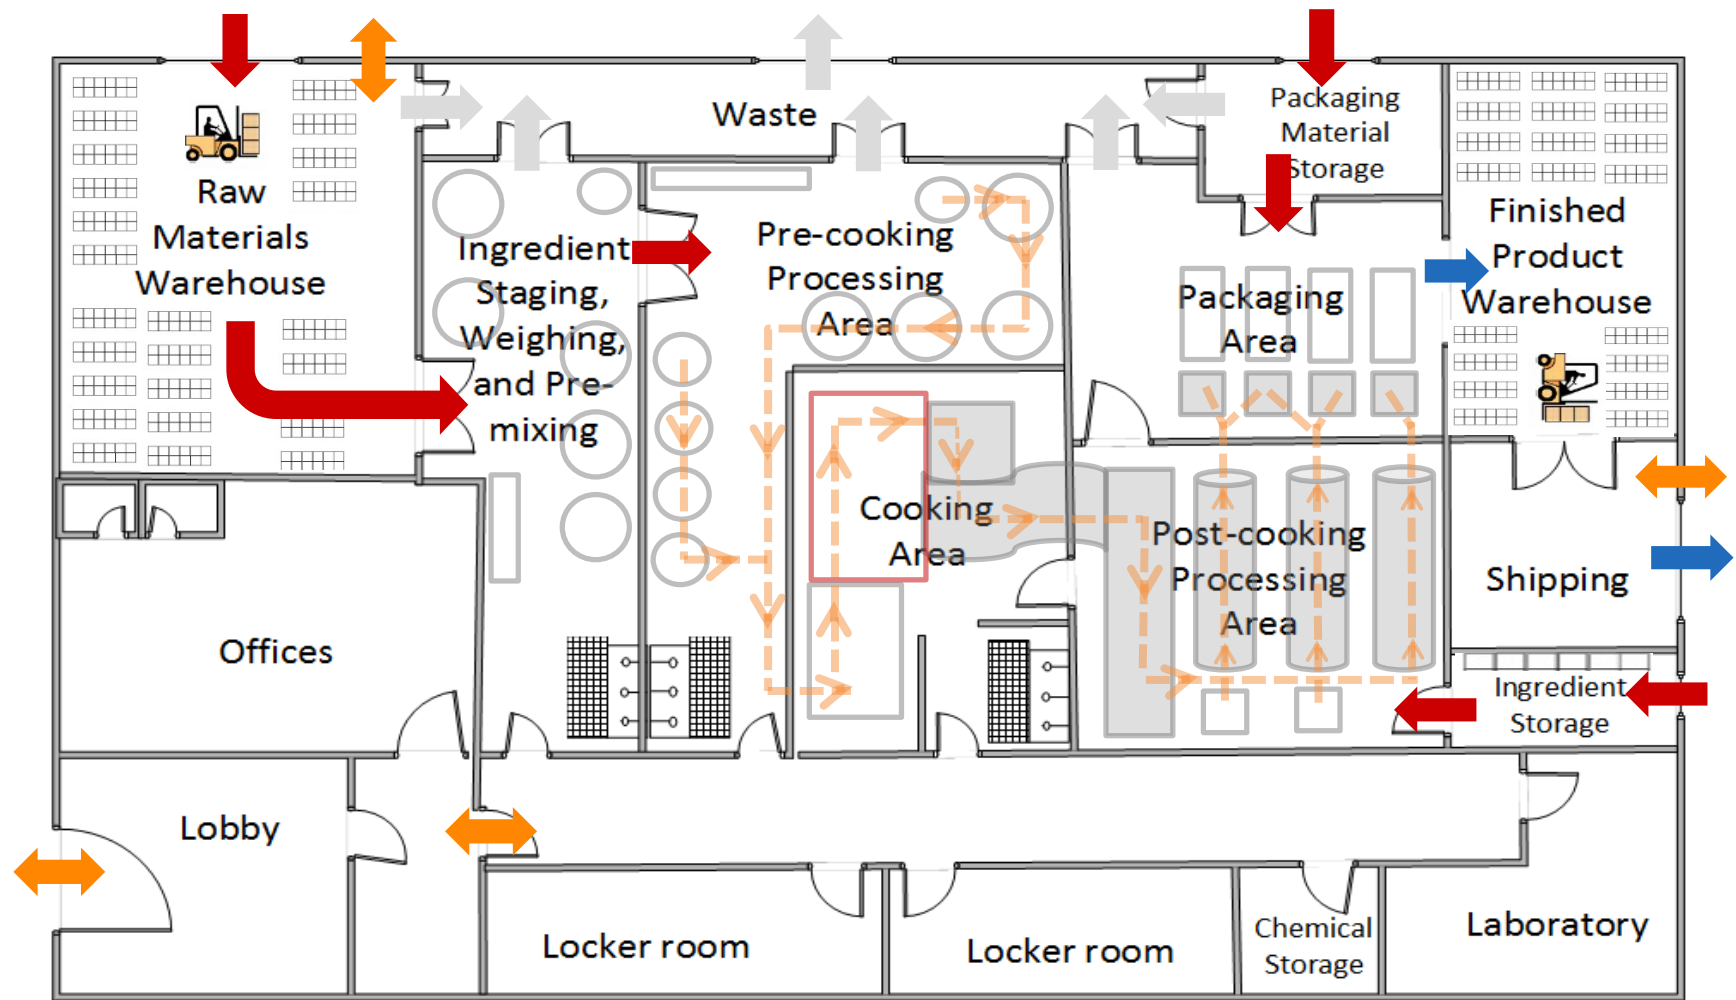 Waste
Packaging
Material
Storage
Raw
Materials
Warehouse
Ingredient
Staging,
Weighing,
and Pre-
mixing
Pre-cooking
Processing
Area
Packaging
Area
Finished
Product
Warehouse
Cooking
Area
Post-cooking
Processing
Area
Shipping
Ingredient
Storage
Offices
Lobby
Locker room
Locker room
Chemical
Storage
Laboratory